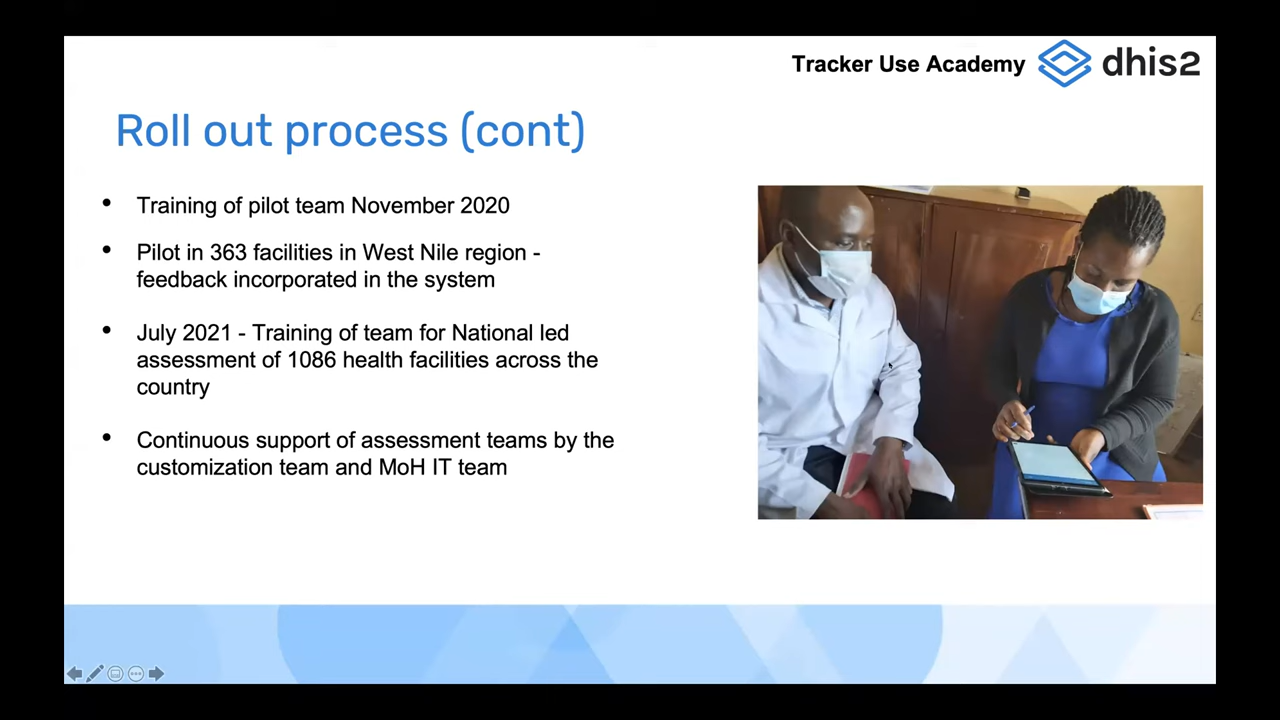 Tracker Use Academy dhis2
Roll out process (cont)
• Training of pilot team November 2020
• Pilot in 363 facilities in West Nile region -
feedback incorporated in the system
• July 2021 - Training of team for National led
assessment of 1086 health facilities across the
country
• Continuous support of assessment teams by the
customization team and MoH IT team